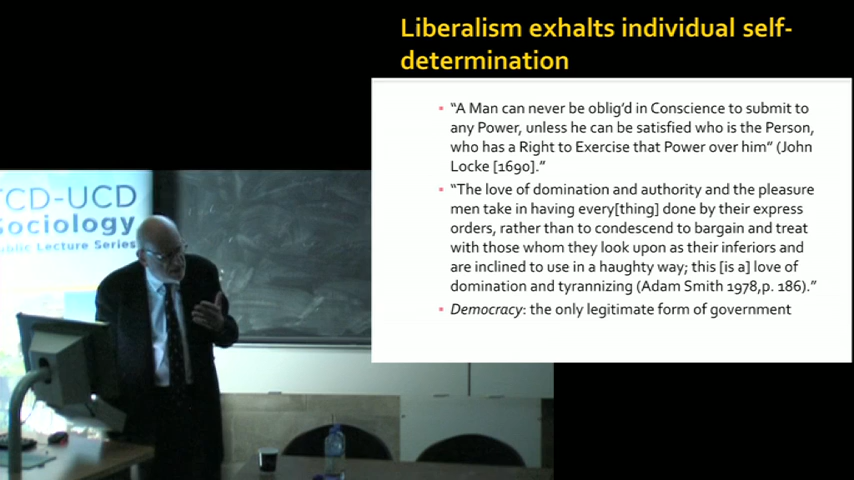 Liberalism exhalts individual self-
determination
"A Man can never be oblig'd in Conscience to submit to
any Power, unless he can be satisfied who is the Person,
who has a Right to Exercise that Power over him" (John
Locke [1690]."
"The love of domination and authority and the pleasure
men take in having every[thing] done by their express
orders, rather than to condescend to bargain and treat
with those whom they look upon as their inferiors and
are inclined to use in a haughty way; this [is a] love of
domination and tyrannizing (Adam Smith 1978,p. 186)."
Democracy: the only legitimate form of government
TCD-UCD
Sociology
Public Lecture Series